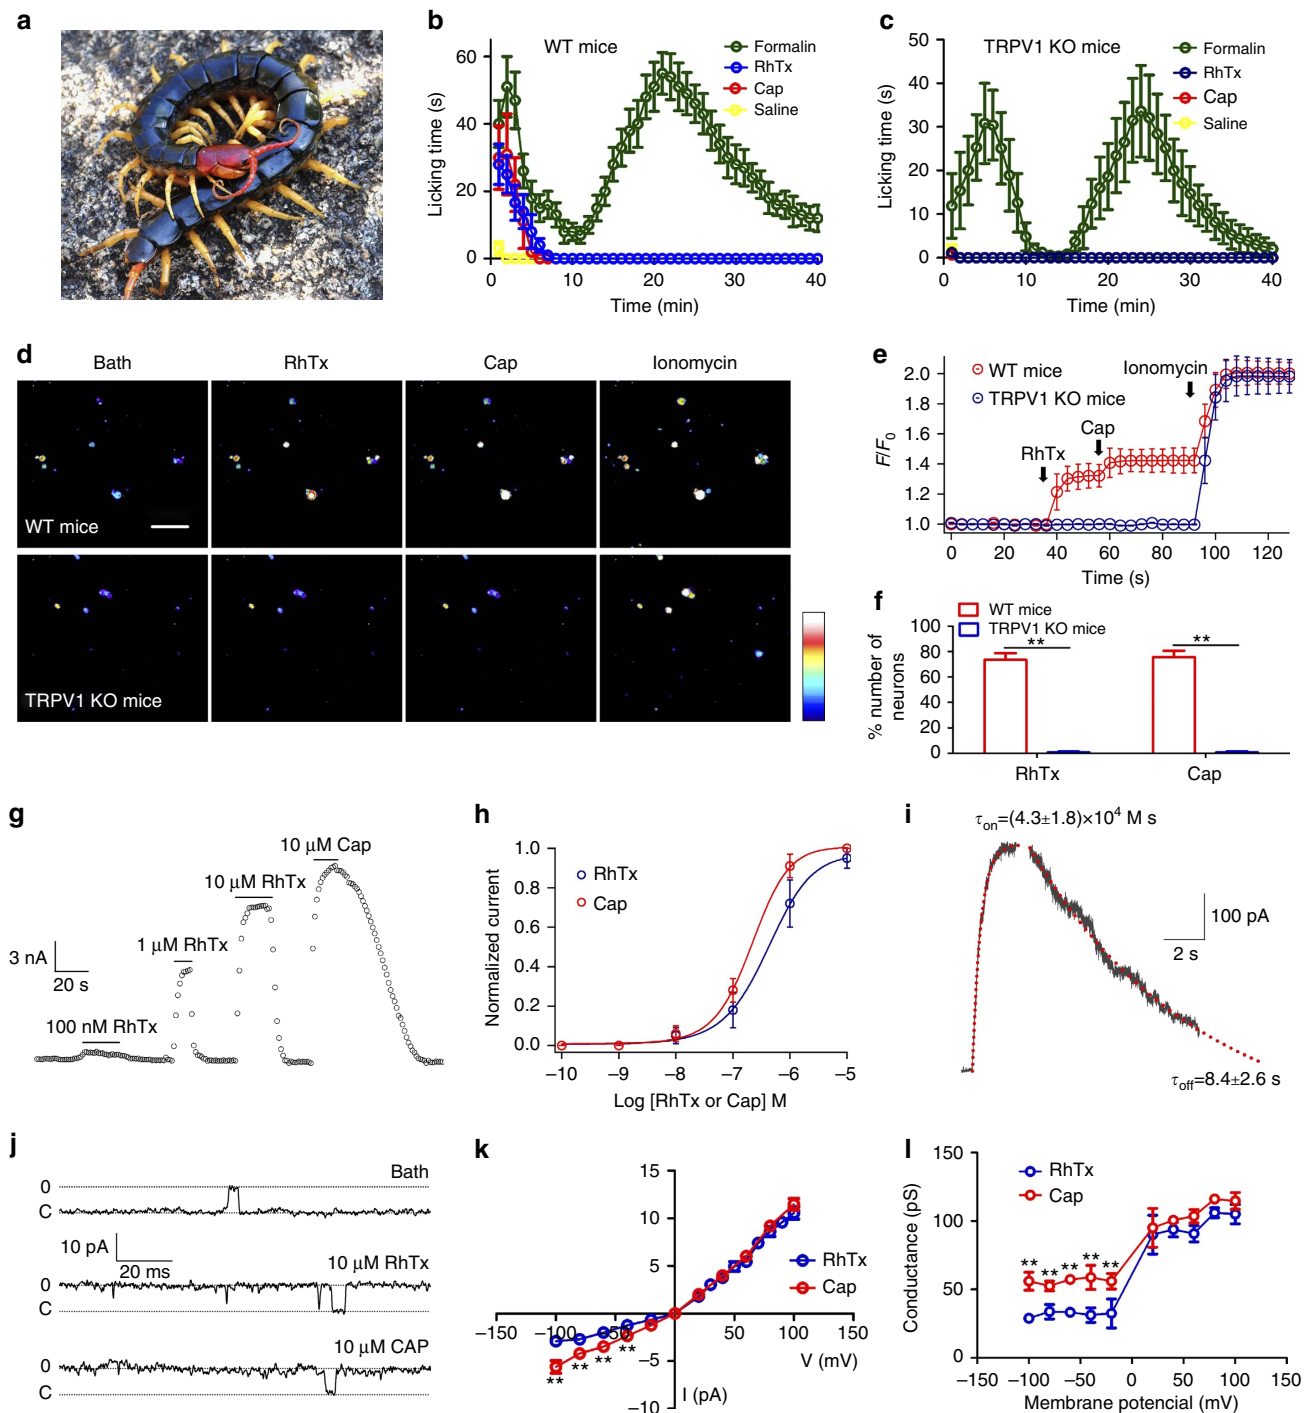 a
b
WT mice
Formalin
RhTx
Cap
Saline
Licking time (s)
60
40
20
0
0
10
20
30
40
Time (min)
c
TRPV1 KO mice
Formalin
RhTx
Cap
Saline
Licking time (s)
50
40
30
20
10
0
0
10
20
30
40
Time (min)
d
Bath
RhTx
Cap
Ionomycin
WT mice
TRPV1 KO mice
e
WT mice
TRPV1 KO mice
Ionomycin
Cap
RhTx
F/F0
2.0
1.8
1.6
1.4
1.2
1.0
0
20
40
60
80
100
120
Time (s)
f
WT mice
TRPV1 KO mice
% number of
neurons
100
80
60
40
20
0
**
**
RhTx
Cap
g
10 μM Cap
10 μM RhTx
1 μM RhTx
100 nM RhTx
3 nA
20 s
h
RhTx
Cap
Normalized current
1.0
0.8
0.6
0.4
0.2
0.0
–10
–9
–8
–7
–6
–5
Log [RhTx or Cap] M
i
τon=(4.3±1.8)×10⁴ M s
100 pA
2 s
τoff=8.4±2.6 s
j
Bath
0
C
10 pA
20 ms
10 μM RhTx
0
C
10 μM CAP
0
C
k
15
10
5
−5
−10
−150
−100
−50
50
100
150
RhTx
Cap
V (mV)
I (pA)
**
**
**
**
l
RhTx
Cap
Conductance (pS)
150
100
50
0
**
**
**
**
**
−150
−100
−50
0
50
100
150
Membrane potencial (mV)